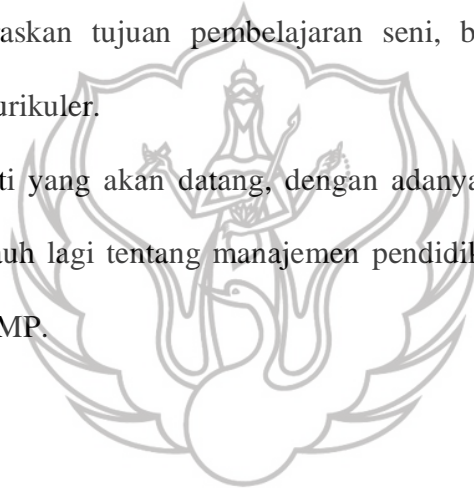 askan tujuan pembelajaran seni, b
urikuler.
ti yang akan datang, dengan adanya
uh lagi tentang manajemen pendidik
MP.